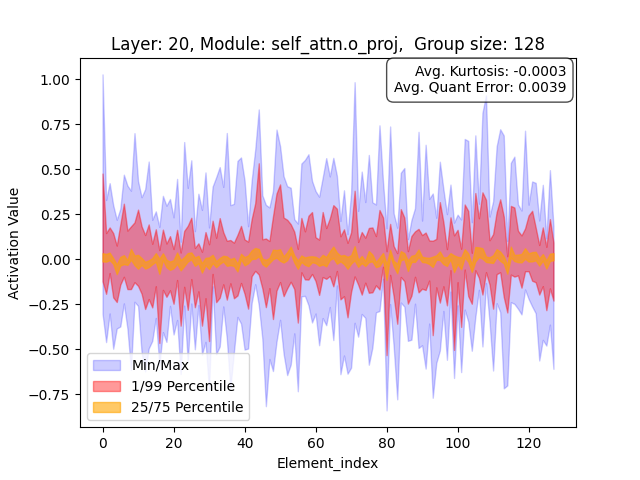 Layer: 20, Module: self_attn.o_proj,  Group size: 128
Avg. Kurtosis: -0.0003
Avg. Quant Error: 0.0039
1.00
0.75
0.50
0.25
0.00
−0.25
−0.50
−0.75
Activation Value
Min/Max
1/99 Percentile
25/75 Percentile
0 20 40 60 80 100 120
Element_index